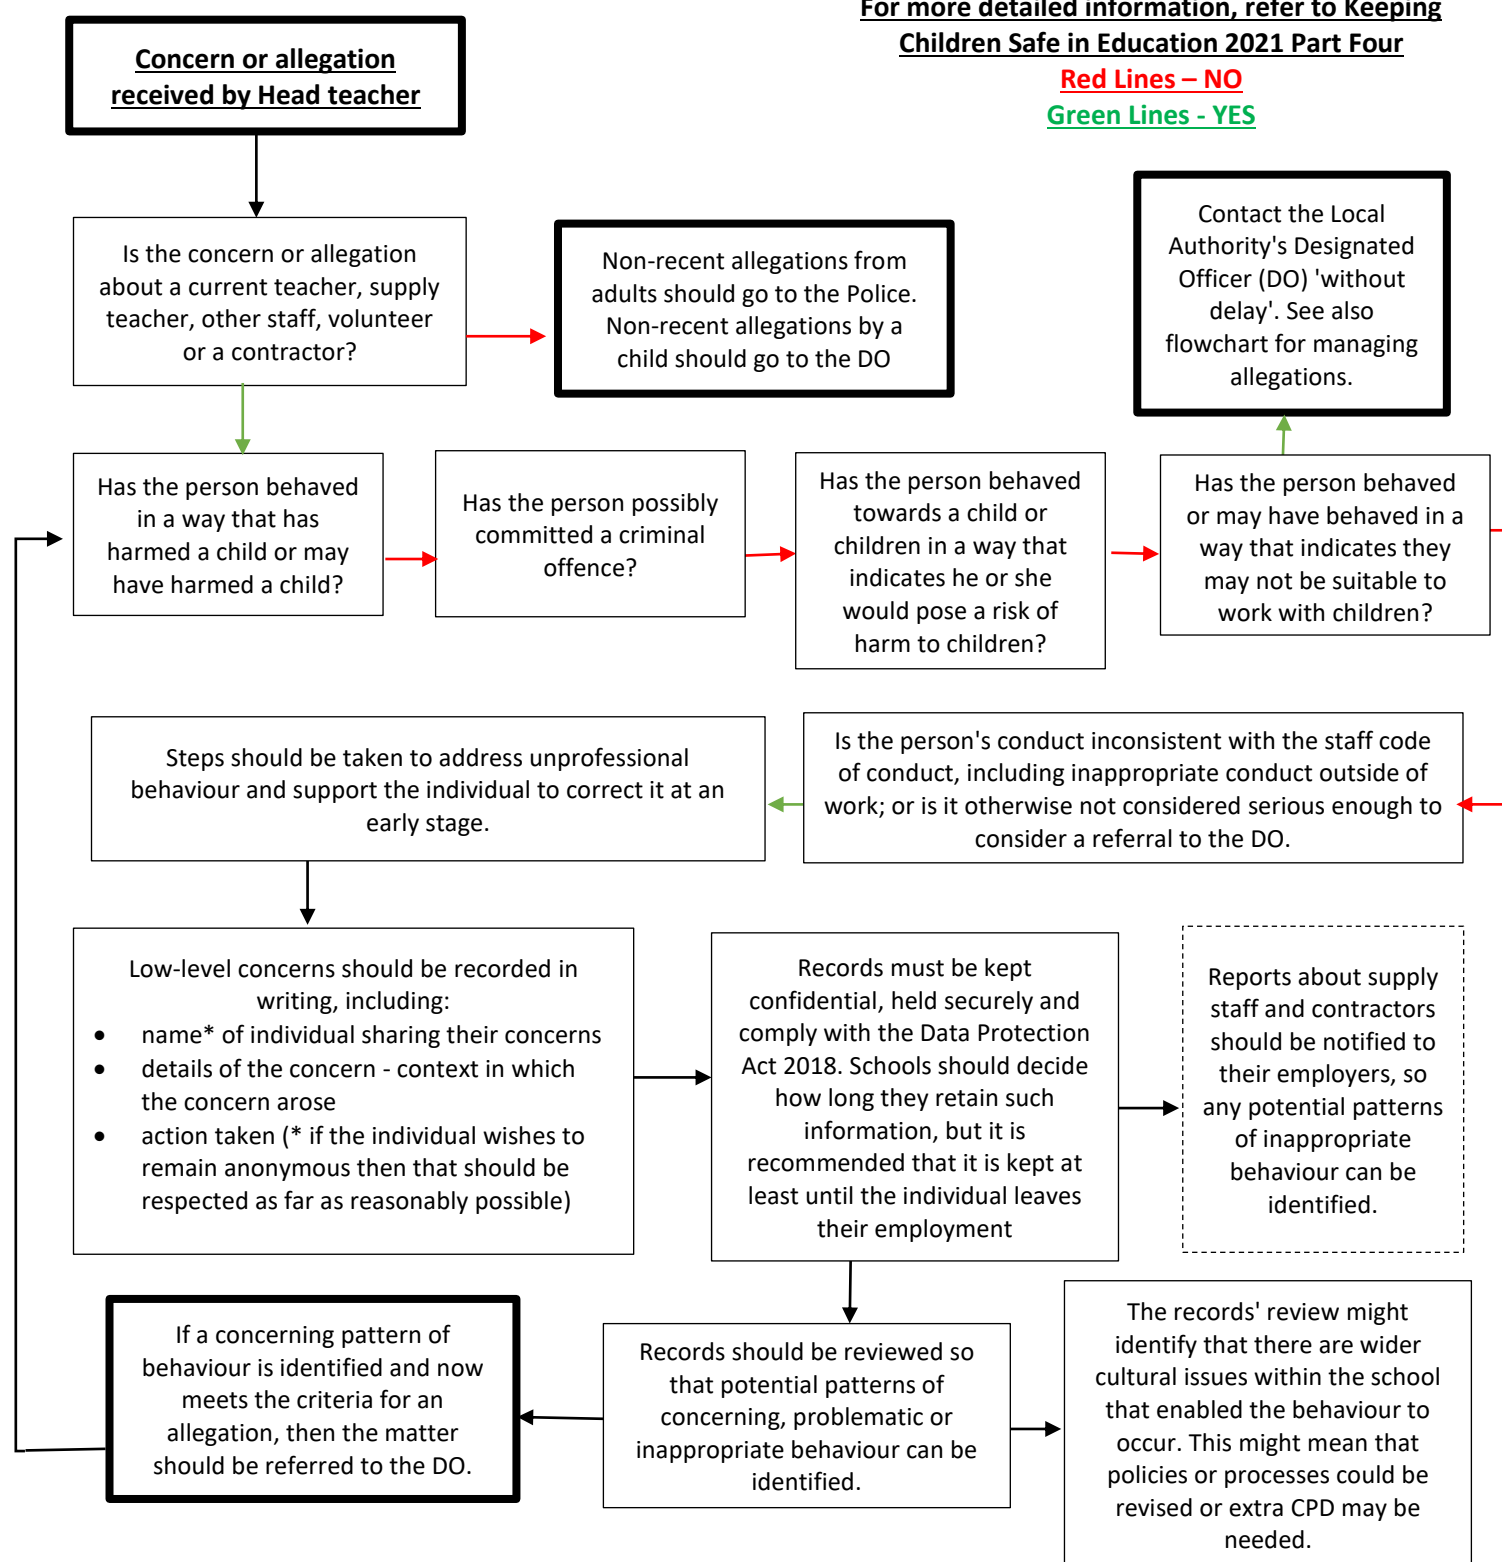 For more detailed information, refer to Keeping
Children Safe in Education 2021 Part Four
Red Lines – NO
Green Lines - YES
Concern or allegation
received by Head teacher
Is the concern or allegation
about a current teacher, supply
teacher, other staff, volunteer
or a contractor?
Non-recent allegations from
adults should go to the Police.
Non-recent allegations by a
child should go to the DO
Contact the Local
Authority's Designated
Officer (DO) 'without
delay'. See also
flowchart for managing
allegations.
Has the person behaved
in a way that has
harmed a child or may
have harmed a child?
Has the person possibly
committed a criminal
offence?
Has the person behaved
towards a child or
children in a way that
indicates he or she
would pose a risk of
harm to children?
Has the person behaved
or may have behaved in a
way that indicates they
may not be suitable to
work with children?
Is the person's conduct inconsistent with the staff code
of conduct, including inappropriate conduct outside of
work; or is it otherwise not considered serious enough to
consider a referral to the DO.
Steps should be taken to address unprofessional
behaviour and support the individual to correct it at an
early stage.
Low-level concerns should be recorded in
writing, including:
• name* of individual sharing their concerns
• details of the concern - context in which
the concern arose
• action taken (* if the individual wishes to
remain anonymous then that should be
respected as far as reasonably possible)
Records must be kept
confidential, held securely and
comply with the Data Protection
Act 2018. Schools should decide
how long they retain such
information, but it is
recommended that it is kept at
least until the individual leaves
their employment
Reports about supply
staff and contractors
should be notified to
their employers, so
any potential patterns
of inappropriate
behaviour can be
identified.
If a concerning pattern of
behaviour is identified and now
meets the criteria for an
allegation, then the matter
should be referred to the DO.
Records should be reviewed so
that potential patterns of
concerning, problematic or
inappropriate behaviour can be
identified.
The records' review might
identify that there are wider
cultural issues within the school
that enabled the behaviour to
occur. This might mean that
policies or processes could be
revised or extra CPD may be
needed.